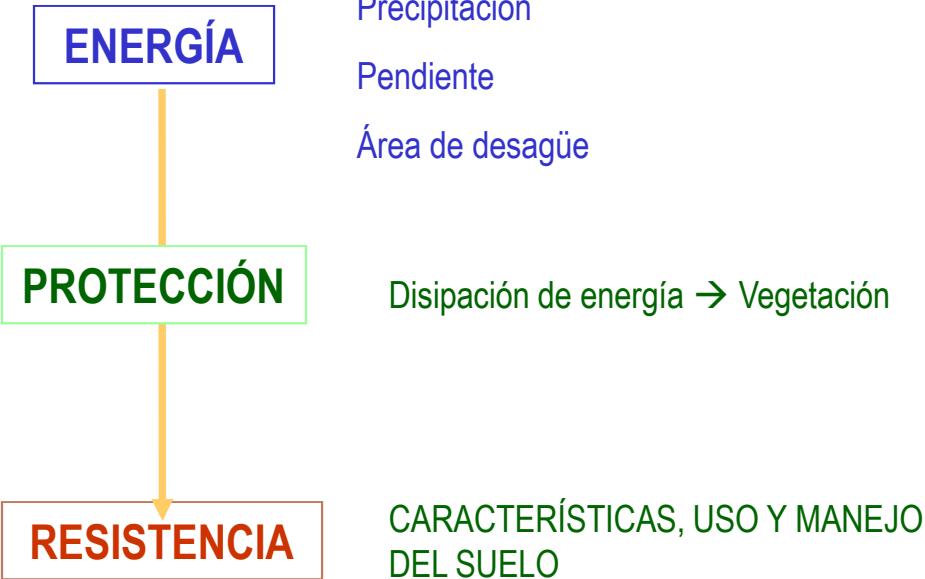 ENERGÍA
Precipitación
Pendiente
Área de desagüe
PROTECCIÓN
Disipación de energía → Vegetación
RESISTENCIA
CARACTERÍSTICAS, USO Y MANEJO
DEL SUELO